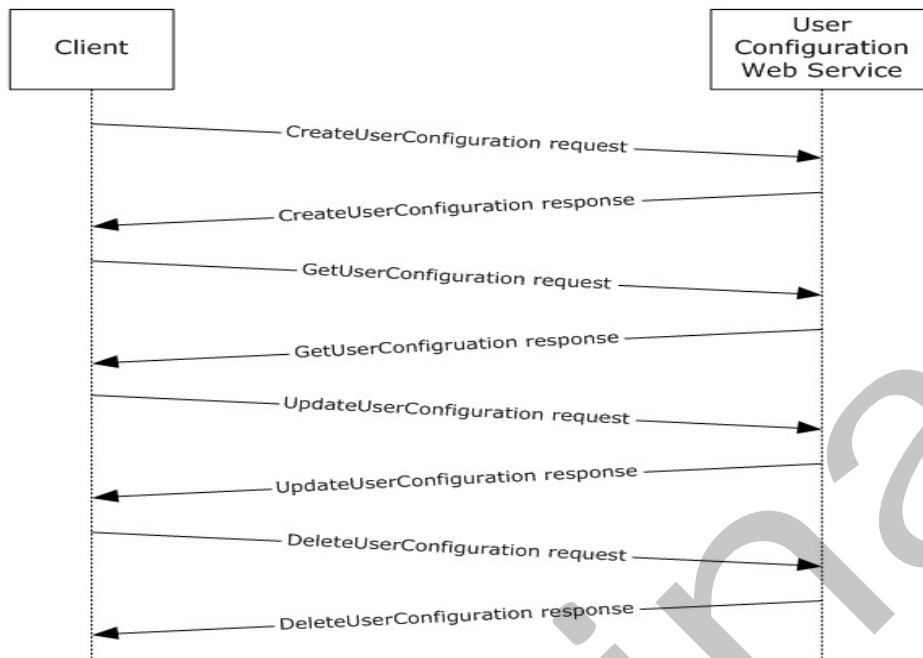 Client
User
Configuration
Web Service
CreateUserConfiguration request
CreateUserConfiguration response
GetUserConfiguration request
GetUserConfigruation response
UpdateUserConfiguration request
UpdateUserConfiguration response
DeleteUserConfiguration request
DeleteUserConfiguration response
ina